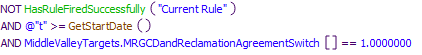 NOT HasRuleFiredSuccessfully ( "Current Rule" )
AND @"t" >= GetStartDate ()
AND MiddleValleyTargets.MRGCDandReclamationAgreementSwitch [] == 1.0000000